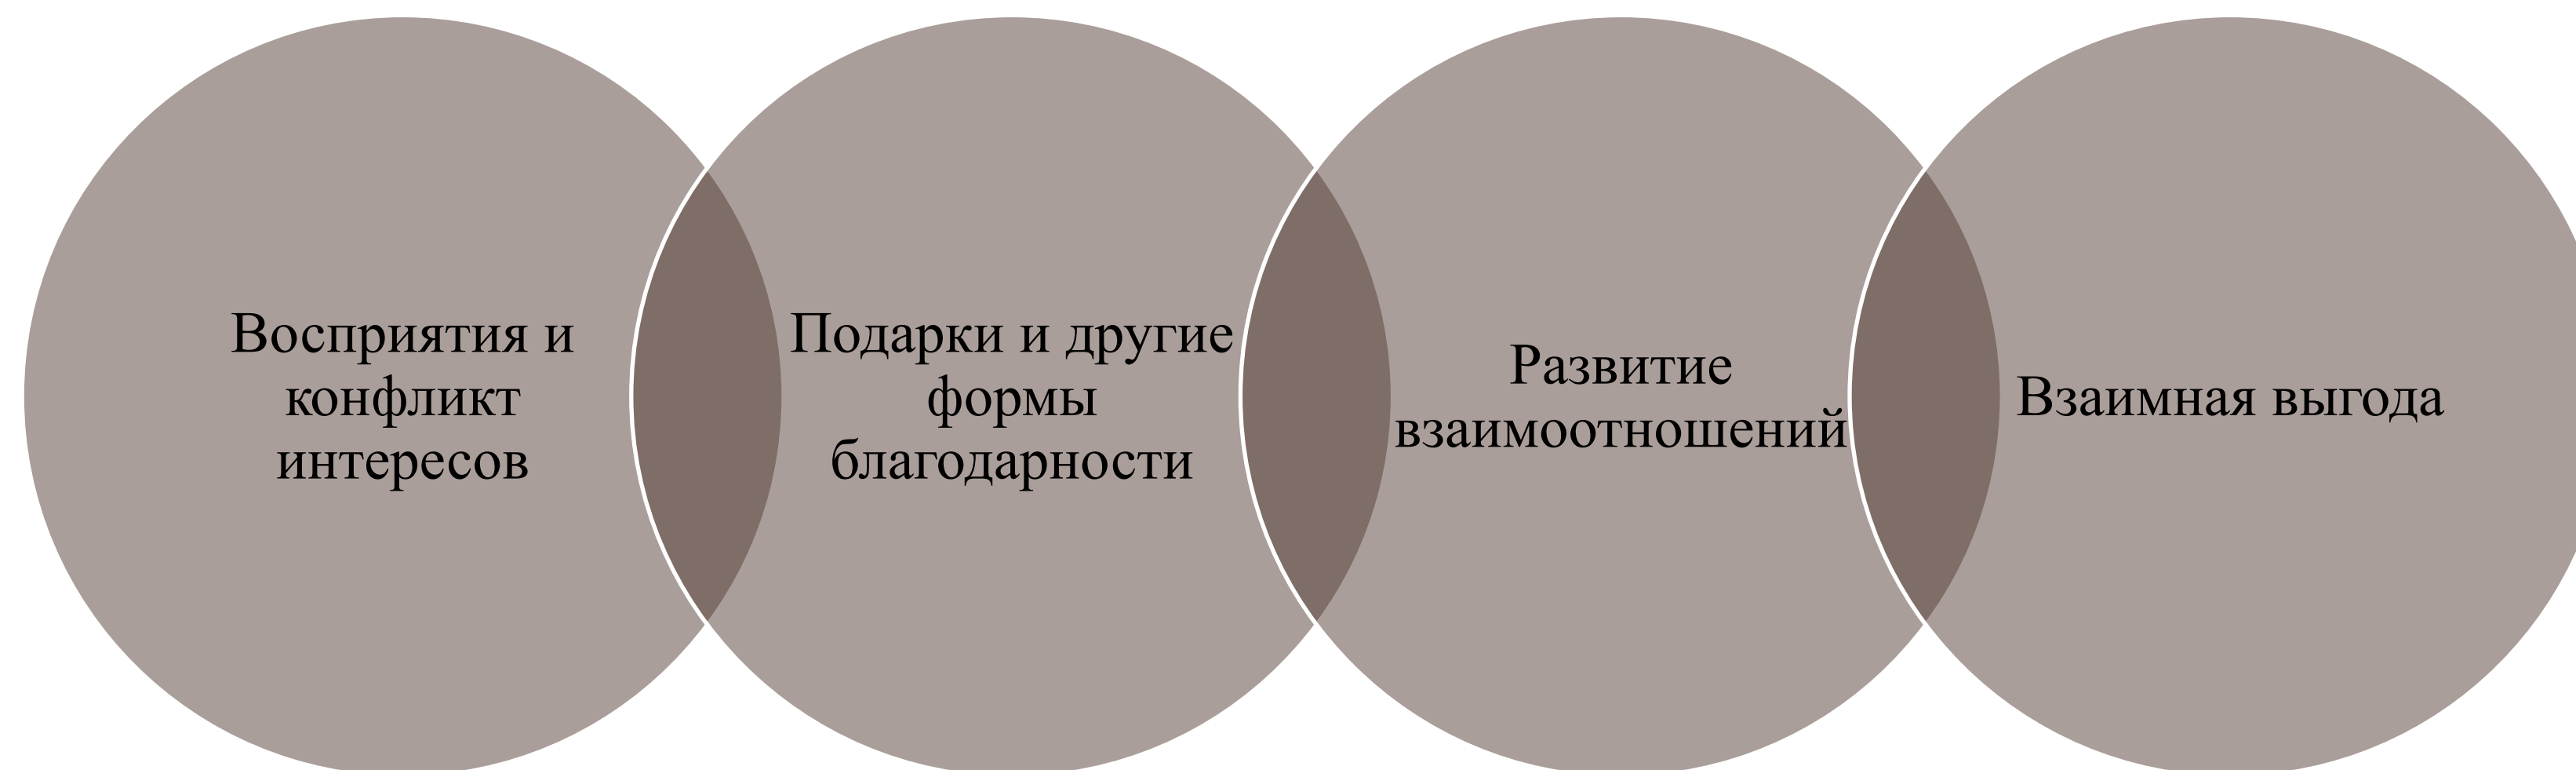 Восприятия и
конфликт
интересов
Подарки и другие
формы
благодарности
Развитие
взаимоотношений
Взаимная выгода